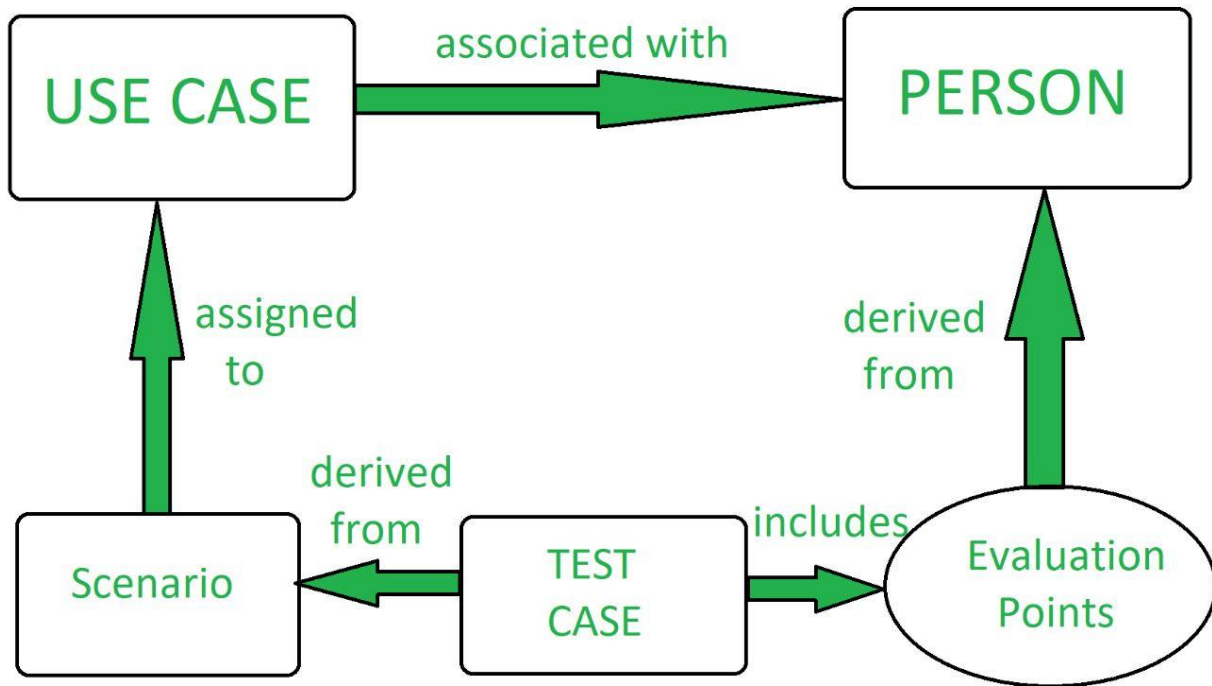 associated with
USE CASE
PERSON
assigned
to
derived
from
derived
from
includes
Scenario
TEST
CASE
Evaluation
Points